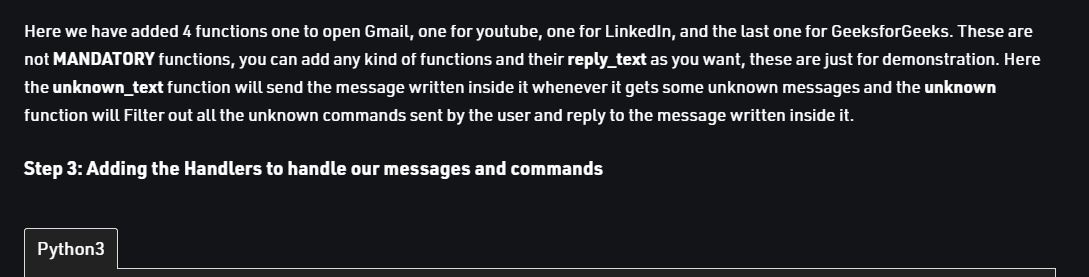 Here we have added 4 functions one to open Gmail, one for youtube, one for LinkedIn, and the last one for GeeksforGeeks. These are
not MANDATORY functions, you can add any kind of functions and their reply_text as you want, these are just for demonstration. Here
the unknown_text function will send the message written inside it whenever it gets some unknown messages and the unknown
function will Filter out all the unknown commands sent by the user and reply to the message written inside it.
Step 3: Adding the Handlers to handle our messages and commands
Python3